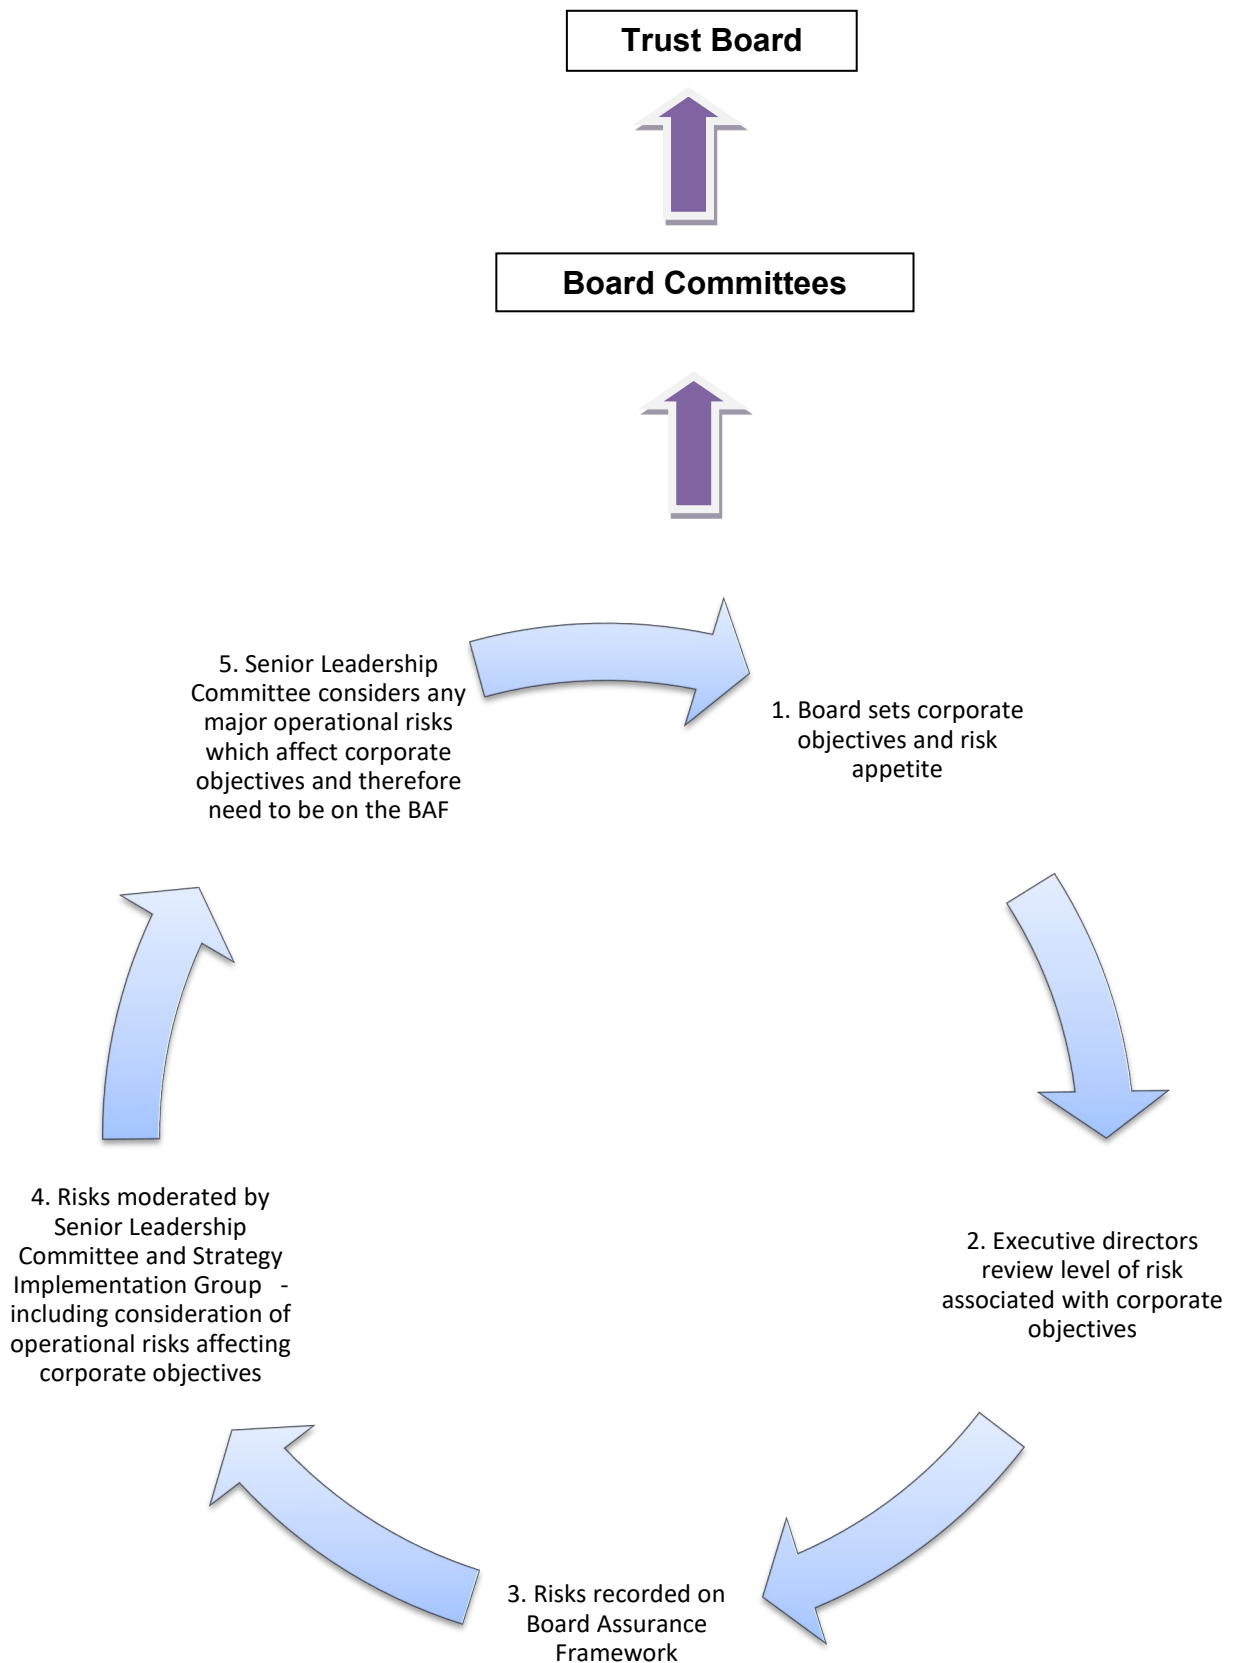 Trust Board
Board Committees
5. Senior Leadership
Committee considers any
major operational risks
which affect corporate
objectives and therefore
need to be on the BAF
1. Board sets corporate
objectives and risk
appetite
2. Executive directors
review level of risk
associated with corporate
objectives
3. Risks recorded on
Board Assurance
Framework
4. Risks moderated by
Senior Leadership
Committee and Strategy
Implementation Group -
including consideration of
operational risks affecting
corporate objectives